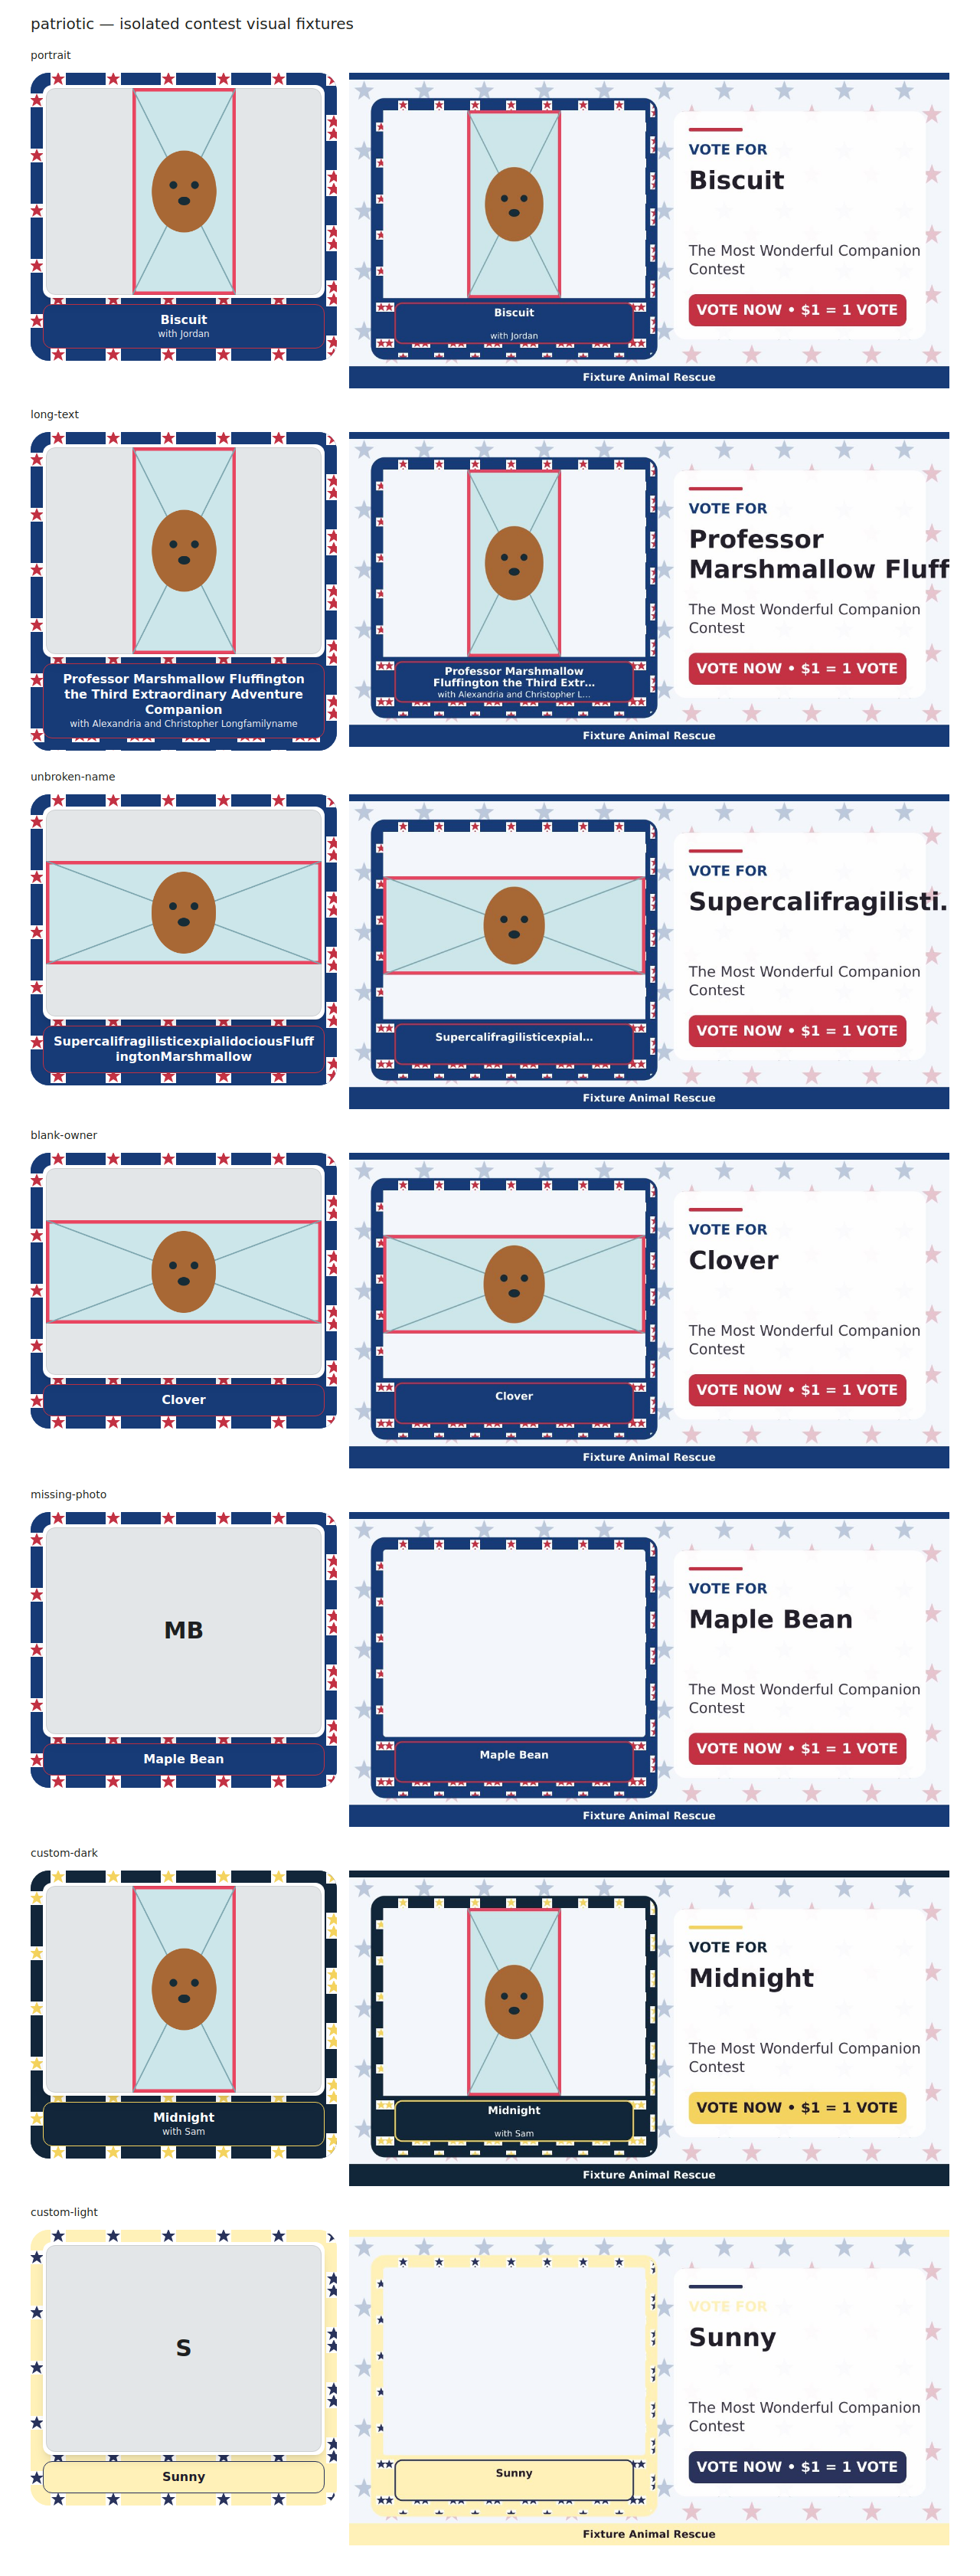 patriotic — isolated contest visual fixtures
portrait
Biscuit
with Jordan
Biscuit
with Jordan
VOTE FOR
Biscuit
The Most Wonderful Companion
Contest
VOTE NOW • $1 = 1 VOTE
Fixture Animal Rescue
long-text
Professor Marshmallow Fluffington
the Third Extraordinary Adventure
Companion
with Alexandria and Christopher Longfamilyname
Professor Marshmallow
Fluffington the Third Extr…
with Alexandria and Christopher L…
VOTE FOR
Professor
Marshmallow Fluff
The Most Wonderful Companion
Contest
VOTE NOW • $1 = 1 VOTE
Fixture Animal Rescue
unbroken-name
SupercalifragilisticexpialidociousFluff
ingtonMarshmallow
Supercalifragilisticexpial…
VOTE FOR
Supercalifragilisti.
The Most Wonderful Companion
Contest
VOTE NOW • $1 = 1 VOTE
Fixture Animal Rescue
blank-owner
Clover
Clover
VOTE FOR
Clover
The Most Wonderful Companion
Contest
VOTE NOW • $1 = 1 VOTE
Fixture Animal Rescue
missing-photo
MB
Maple Bean
Maple Bean
VOTE FOR
Maple Bean
The Most Wonderful Companion
Contest
VOTE NOW • $1 = 1 VOTE
Fixture Animal Rescue
custom-dark
Midnight
with Sam
Midnight
with Sam
VOTE FOR
Midnight
The Most Wonderful Companion
Contest
VOTE NOW • $1 = 1 VOTE
Fixture Animal Rescue
custom-light
S
Sunny
Sunny
VOTE FOR
Sunny
The Most Wonderful Companion
Contest
VOTE NOW • $1 = 1 VOTE
Fixture Animal Rescue